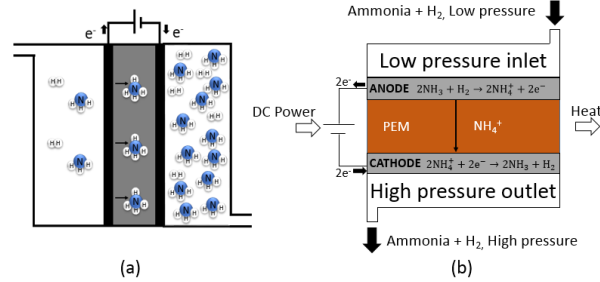 e⁻ e⁻
H H
N
H H
H
H H
N
H H
H
N
H H
H
H H
N
H H
H
H
N
H H
H
H
N
H H
H
H
N
H H
H
(a)
Ammonia + H₂, Low pressure
Low pressure inlet
2e⁻
ANODE 2NH₃ + H₂ → 2NH₄⁺ + 2e⁻
DC Power
PEM NH₄⁺
Heat
CATHODE 2NH₄⁺ + 2e⁻ → 2NH₃ + H₂
2e⁻
High pressure outlet
Ammonia + H₂, High pressure
(b)